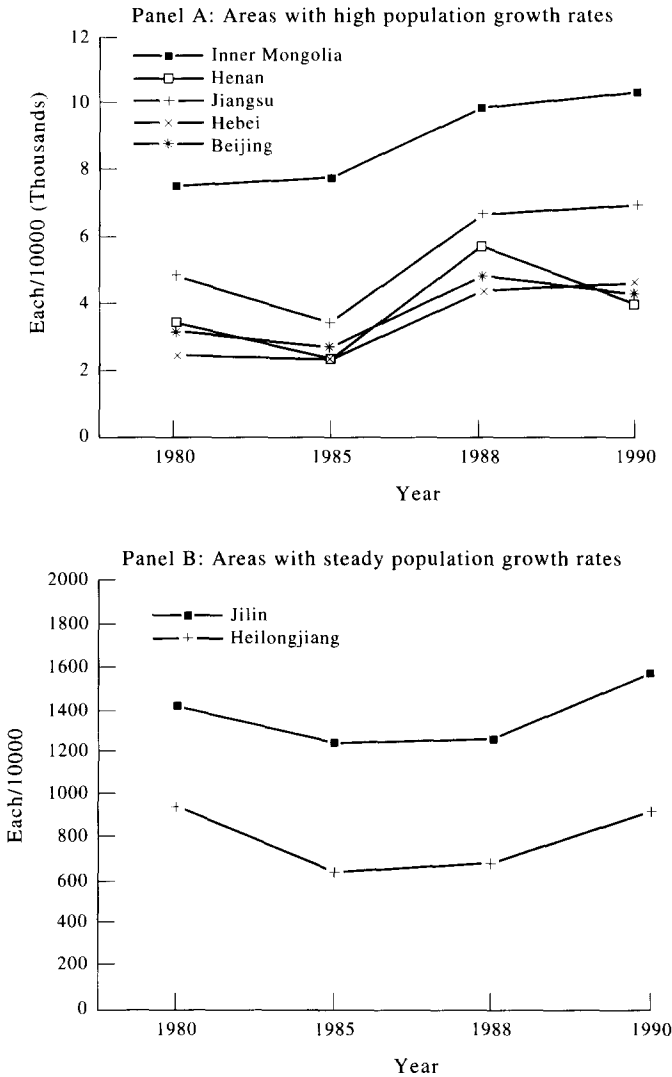 Panel A: Areas with high population growth rates
12
10
8
6
4
2
0
Each/10000 (Thousands)
Inner Mongolia
Henan
Jiangsu
Hebei
Beijing
1980 1985 1988 1990
Year
Panel B: Areas with steady population growth rates
2000
1800
1600
1400
1200
1000
800
600
400
200
0
Each/10000
Jilin
Heilongjiang
1980 1985 1988 1990
Year